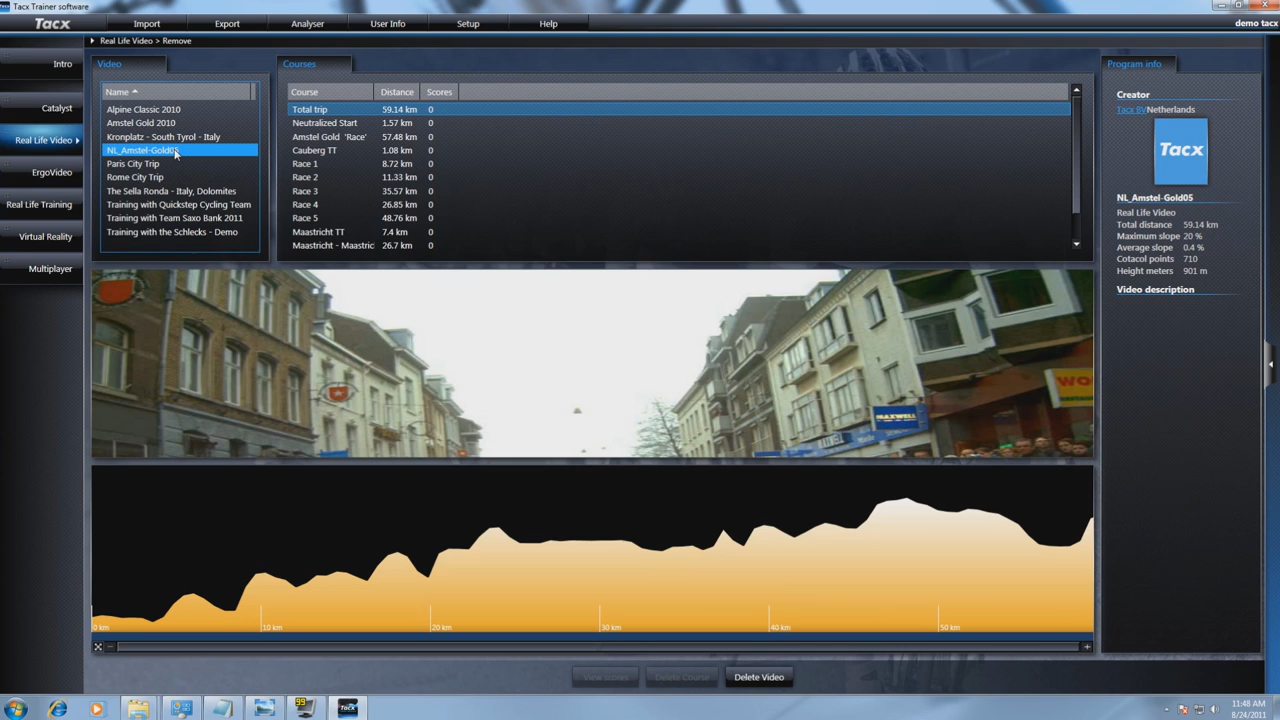 Tacx Trainer software
Tacx Import Export Analyser User Info Setup Help demo tacx
Real Life Video > Remove
Intro
Catalyst
Real Life Video
ErgoVideo
Real Life Training
Virtual Reality
Multiplayer
Video
Name
Alpine Classic 2010
Amstel Gold 2010
Kronplatz - South Tyrol - Italy
NL_Amstel-Gold05
Paris City Trip
Rome City Trip
The Sella Ronda - Italy, Dolomites
Training with Quickstep Cycling Team
Training with Team Saxo Bank 2011
Training with the Schlecks - Demo
Courses
Course Distance Scores
Total trip 59.14 km 0
Neutralized Start 1.57 km 0
Amstel Gold 'Race' 57.48 km 0
Cauberg TT 1.08 km 0
Race 1 8.72 km 0
Race 2 11.33 km 0
Race 3 35.57 km 0
Race 4 26.85 km 0
Race 5 48.76 km 0
Maastricht TT 7.4 km 0
Maastricht - Maastric 26.7 km 0
Program info
Creator
Tacx BV Netherlands
Tacx
NL_Amstel-Gold05
Real Life Video
Total distance 59.14 km
Maximum slope 20 %
Average slope 0.4 %
Cotacol points 710
Height meters 901 m
Video description
MAXWELL
MAXWELL
WO
0 km 10 km 20 km 30 km 40 km 50 km
View scores Delete Course Delete Video
99
Tacx
11:48 AM
8/24/2011